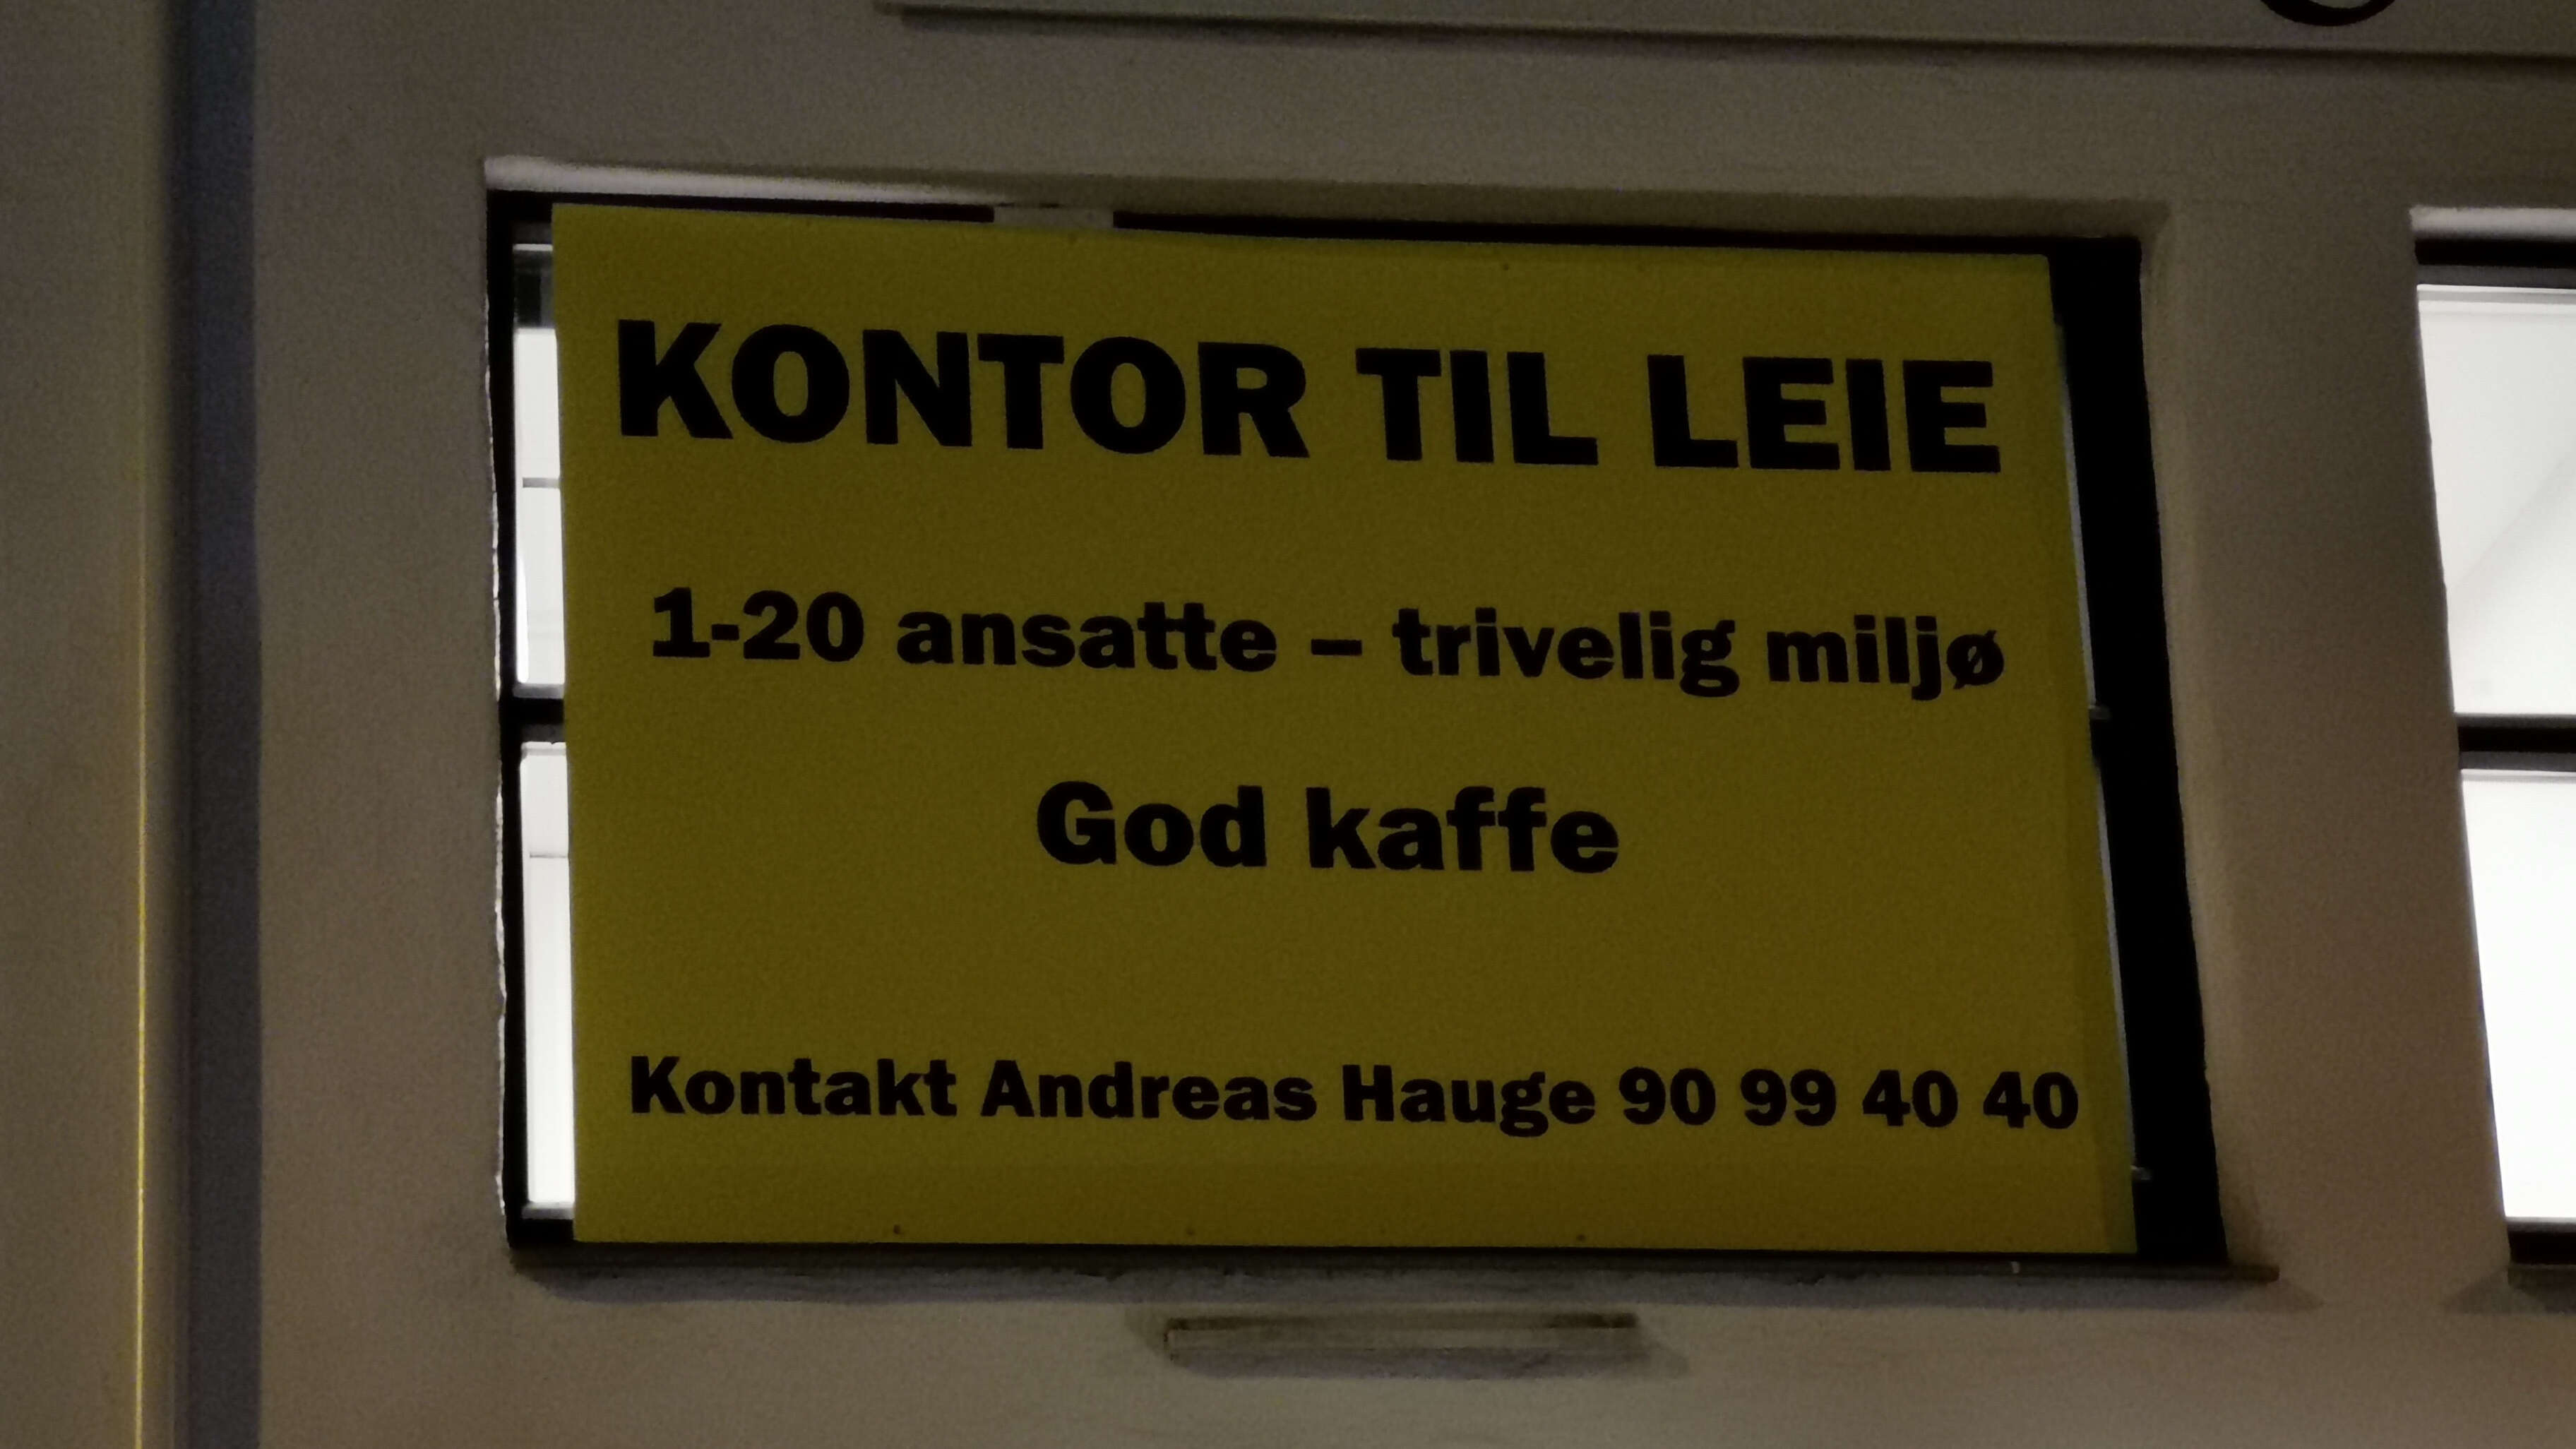 KONTOR TIL LEIE
1-20 ansatte – trivelig miljø
God kaffe
Kontakt Andreas Hauge 90 99 40 40